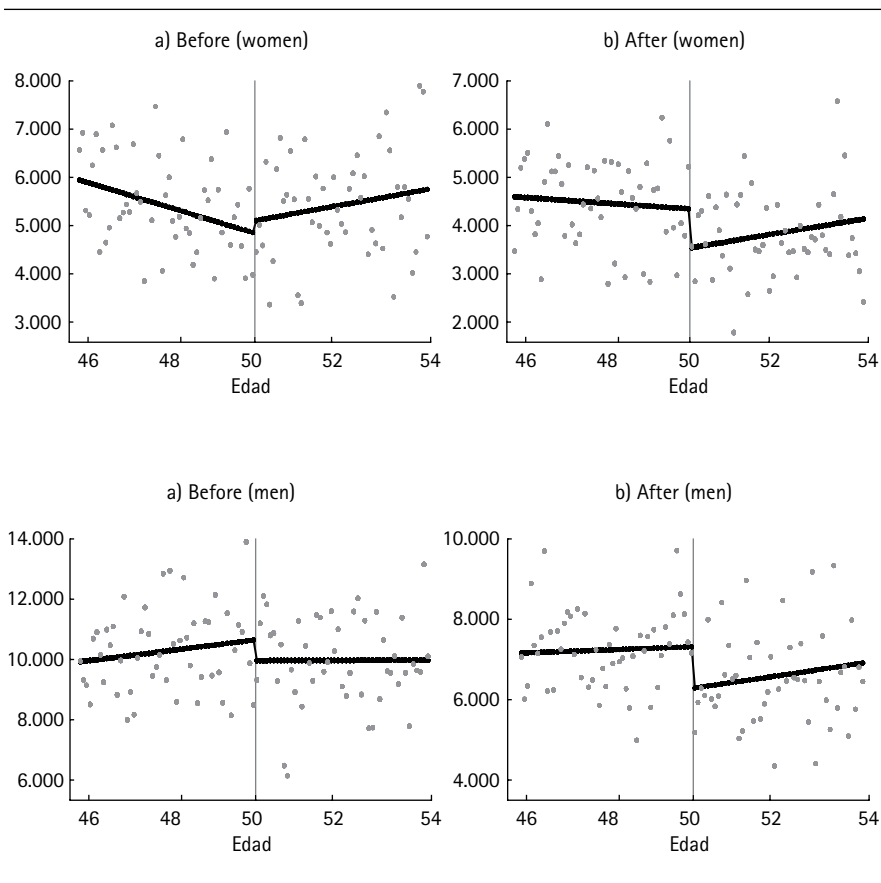 a) Before (women)
8.000
7.000
6.000
5.000
4.000
3.000
46 48 50 52 54
Edad
b) After (women)
7.000
6.000
5.000
4.000
3.000
2.000
46 48 50 52 54
Edad
a) Before (men)
14.000
12.000
10.000
8.000
6.000
46 48 50 52 54
Edad
b) After (men)
10.000
8.000
6.000
4.000
46 48 50 52 54
Edad